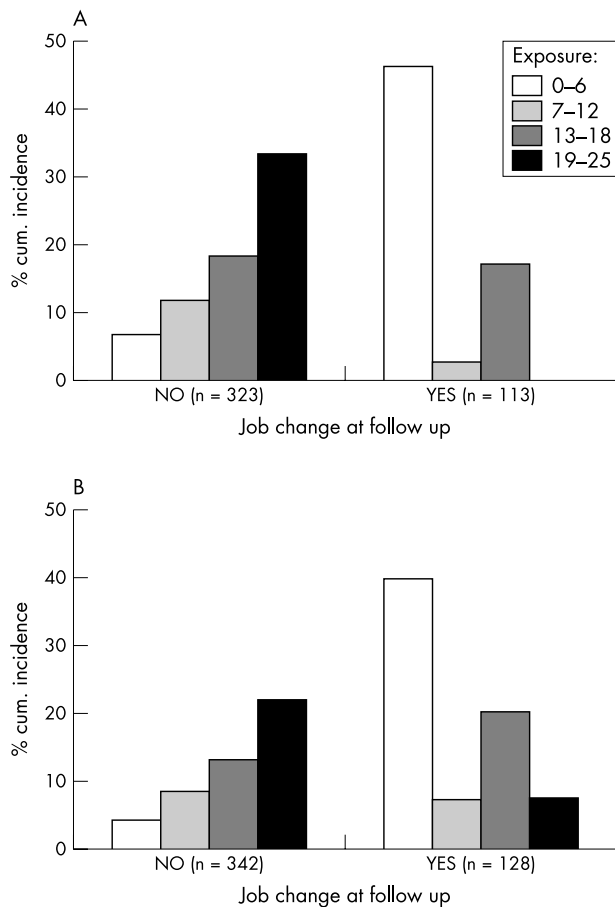 A
50
40
30
20
10
0
% cum. incidence
Exposure:
0–6
7–12
13–18
19–25
NO (n = 323)
YES (n = 113)
Job change at follow up
B
50
40
30
20
10
0
% cum. incidence
NO (n = 342)
YES (n = 128)
Job change at follow up